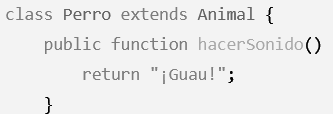 class Perro extends Animal {
    public function hacerSonido()
        return "¡Guau!";
    }